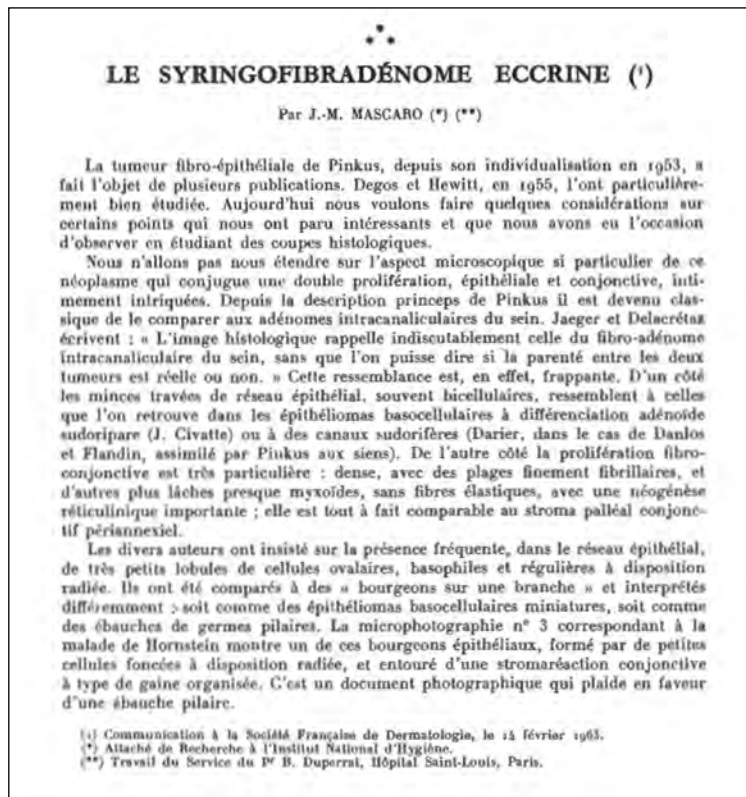 LE SYRINGOFIBRADÉNOME ECCRINE (¹)
Par J.-M. MASCARO (*) (**)
La tumeur fibro-épithéliale de Pinkus, depuis son individualisation en 1953, a
fait l'objet de plusieurs publications. Degos et Hewitt, en 1955, l'ont particulière-
ment bien étudiée. Aujourd'hui nous voulons faire quelques considérations sur
certains points qui nous ont paru intéressants et que nous avons eu l'occasion
d'observer en étudiant des coupes histologiques.
Nous n'allons pas nous étendre sur l'aspect microscopique si particulier de ce
néoplasme qui conjugue une double prolifération, épithéliale et conjonctive, inti-
mement intriquées. Depuis la description princeps de Pinkus il est devenu clas-
sique de le comparer aux adénomes intracanaliculaires du sein. Jaeger et Delacrétaz
écrivent : « L'image histologique rappelle indiscutablement celle du fibro-adénome
intracanaliculaire du sein, sans que l'on puisse dire si la parenté entre les deux
tumeurs est réelle ou non. » Cette ressemblance est, en effet, frappante. D'un côté
les minces travées de réseau épithélial, souvent bicellulaires, ressemblent à celles
que l'on retrouve dans les épithéliomas basocellulaires à différenciation adénoïde
sudoripare (J. Civatte) ou à des canaux sudorifères (Darier, dans le cas de Danlos
et Flandin, assimilé par Pinkus aux siens). De l'autre côté la prolifération fibro-
conjonctive est très particulière : dense, avec des plages finement fibrillaires, et
d'autres plus lâches presque myxoïdes, sans fibres élastiques, avec une néogénèse
réticulinique importante ; elle est tout à fait comparable au stroma palléal conjonc-
tif périannexiel.
Les divers auteurs ont insisté sur la présence fréquente, dans le réseau épithélial,
de très petits lobules de cellules ovalaires, basophiles et régulières à disposition
radiée. Ils ont été comparés à des « bourgeons sur une branche » et interprétés
différemment : soit comme des épithéliomas basocellulaires miniatures, soit comme
des ébauches de germes pilaires. La microphotographie n° 3 correspondant à la
malade de Hornstein montre un de ces bourgeons épithéliaux, formé par de petites
cellules foncées à disposition radiée, et entouré d'une stromaréaction conjonctive
à type de gaine organisée. C'est un document photographique qui plaide en faveur
d'une ébauche pilaire.
(¹) Communication à la Société Française de Dermatologie, le 14 février 1963.
(*) Attaché de Recherche à l'Institut National d'Hygiène.
(**) Travail du Service du Pr B. Duperrat, Hôpital Saint-Louis, Paris.